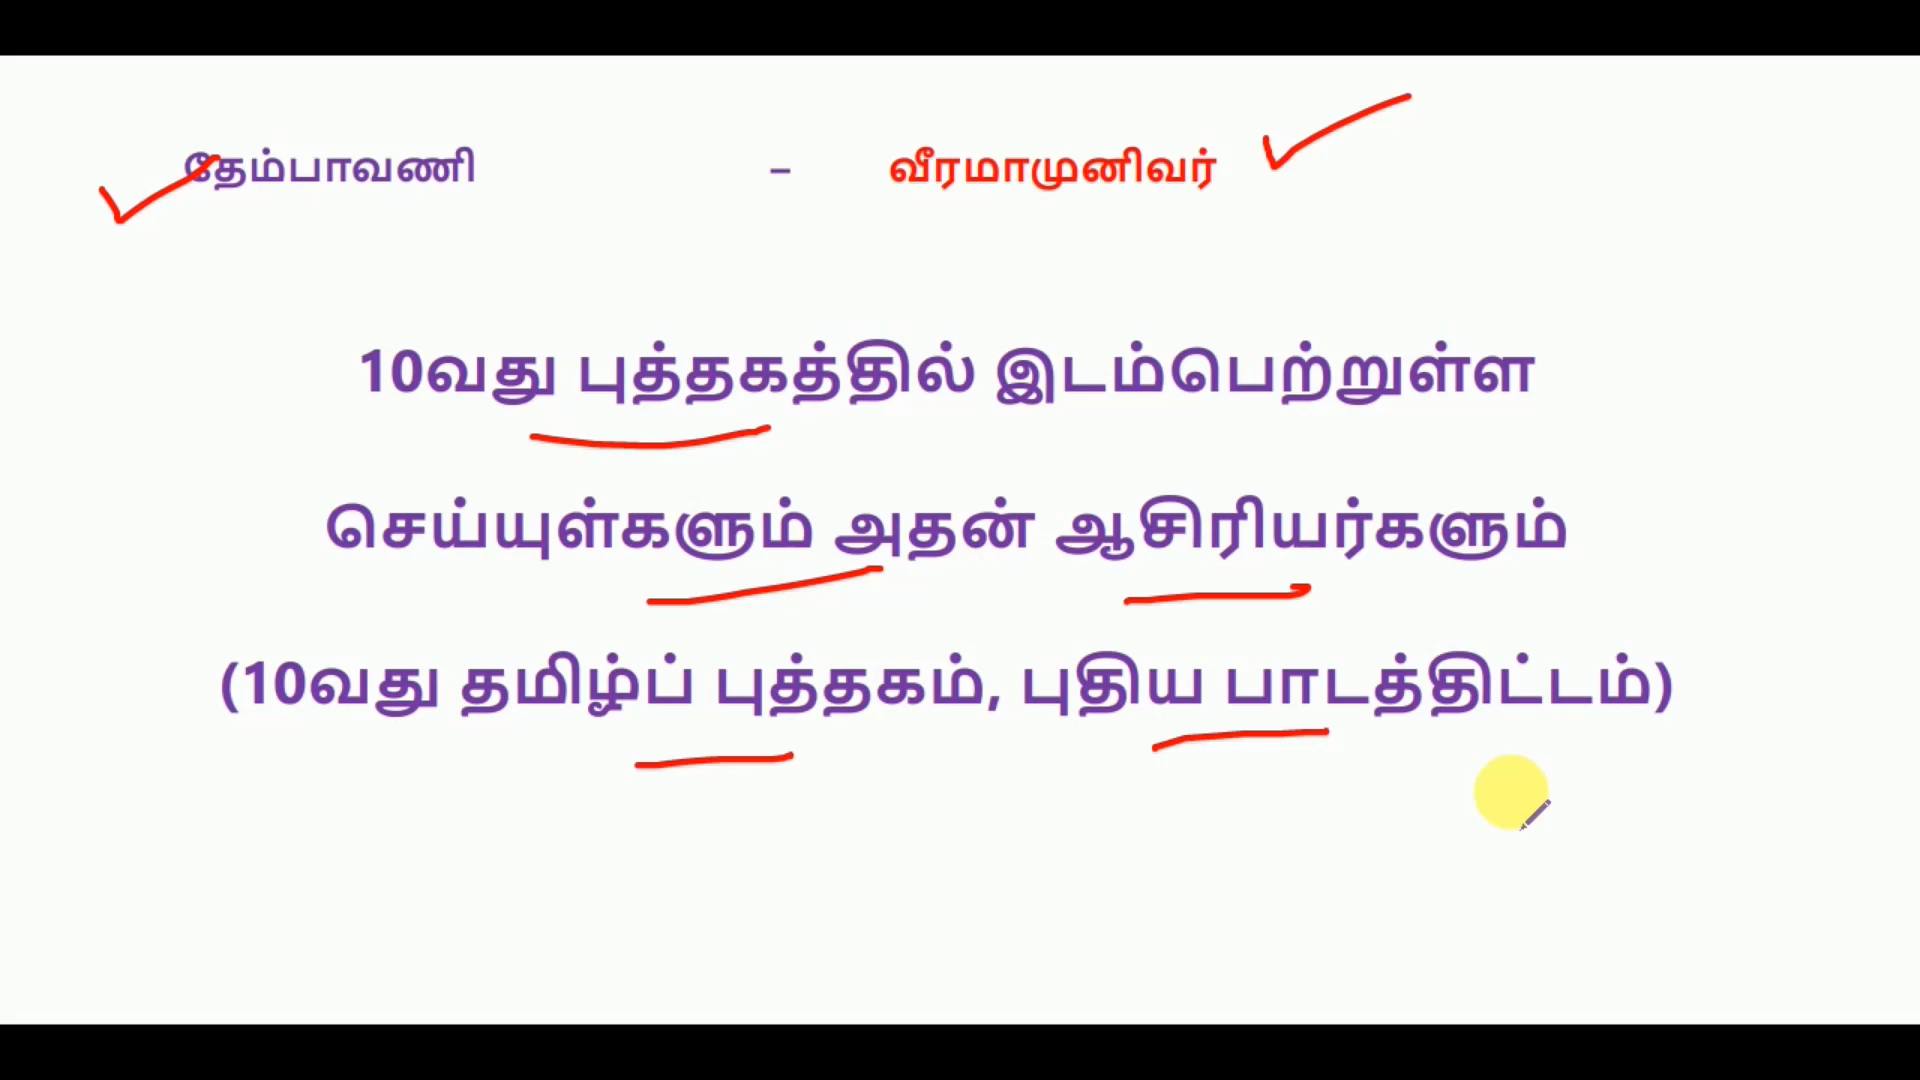 தேம்பாவணி – வீரமாமுனிவர்
10வது புத்தகத்தில் இடம்பெற்றுள்ள
செய்யுள்களும் அதன் ஆசிரியர்களும்
(10வது தமிழ்ப் புத்தகம், புதிய பாடத்திட்டம்)